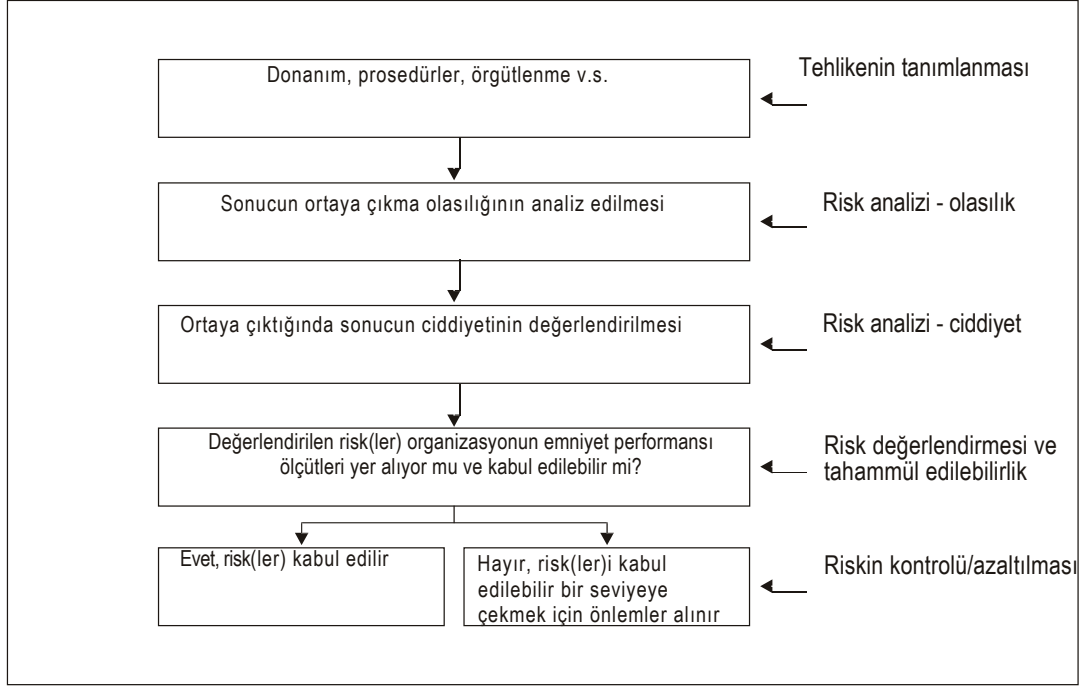 Donanım, prosedürler, örgütlenme v.s.
Tehlikenin tanımlanması
Sonucun ortaya çıkma olasılığının analiz edilmesi
Risk analizi - olasılık
Ortaya çıktığında sonucun ciddiyetinin değerlendirilmesi
Risk analizi - ciddiyet
Değerlendirilen risk(ler) organizasyonun emniyet performansı
ölçütleri yer alıyor mu ve kabul edilebilir mi?
Risk değerlendirmesi ve
tahammül edilebilirlik
Evet, risk(ler) kabul edilir
Hayır, risk(ler)i kabul
edilebilir bir seviyeye
çekmek için önlemler alınır
Riskin kontrolü/azaltılması